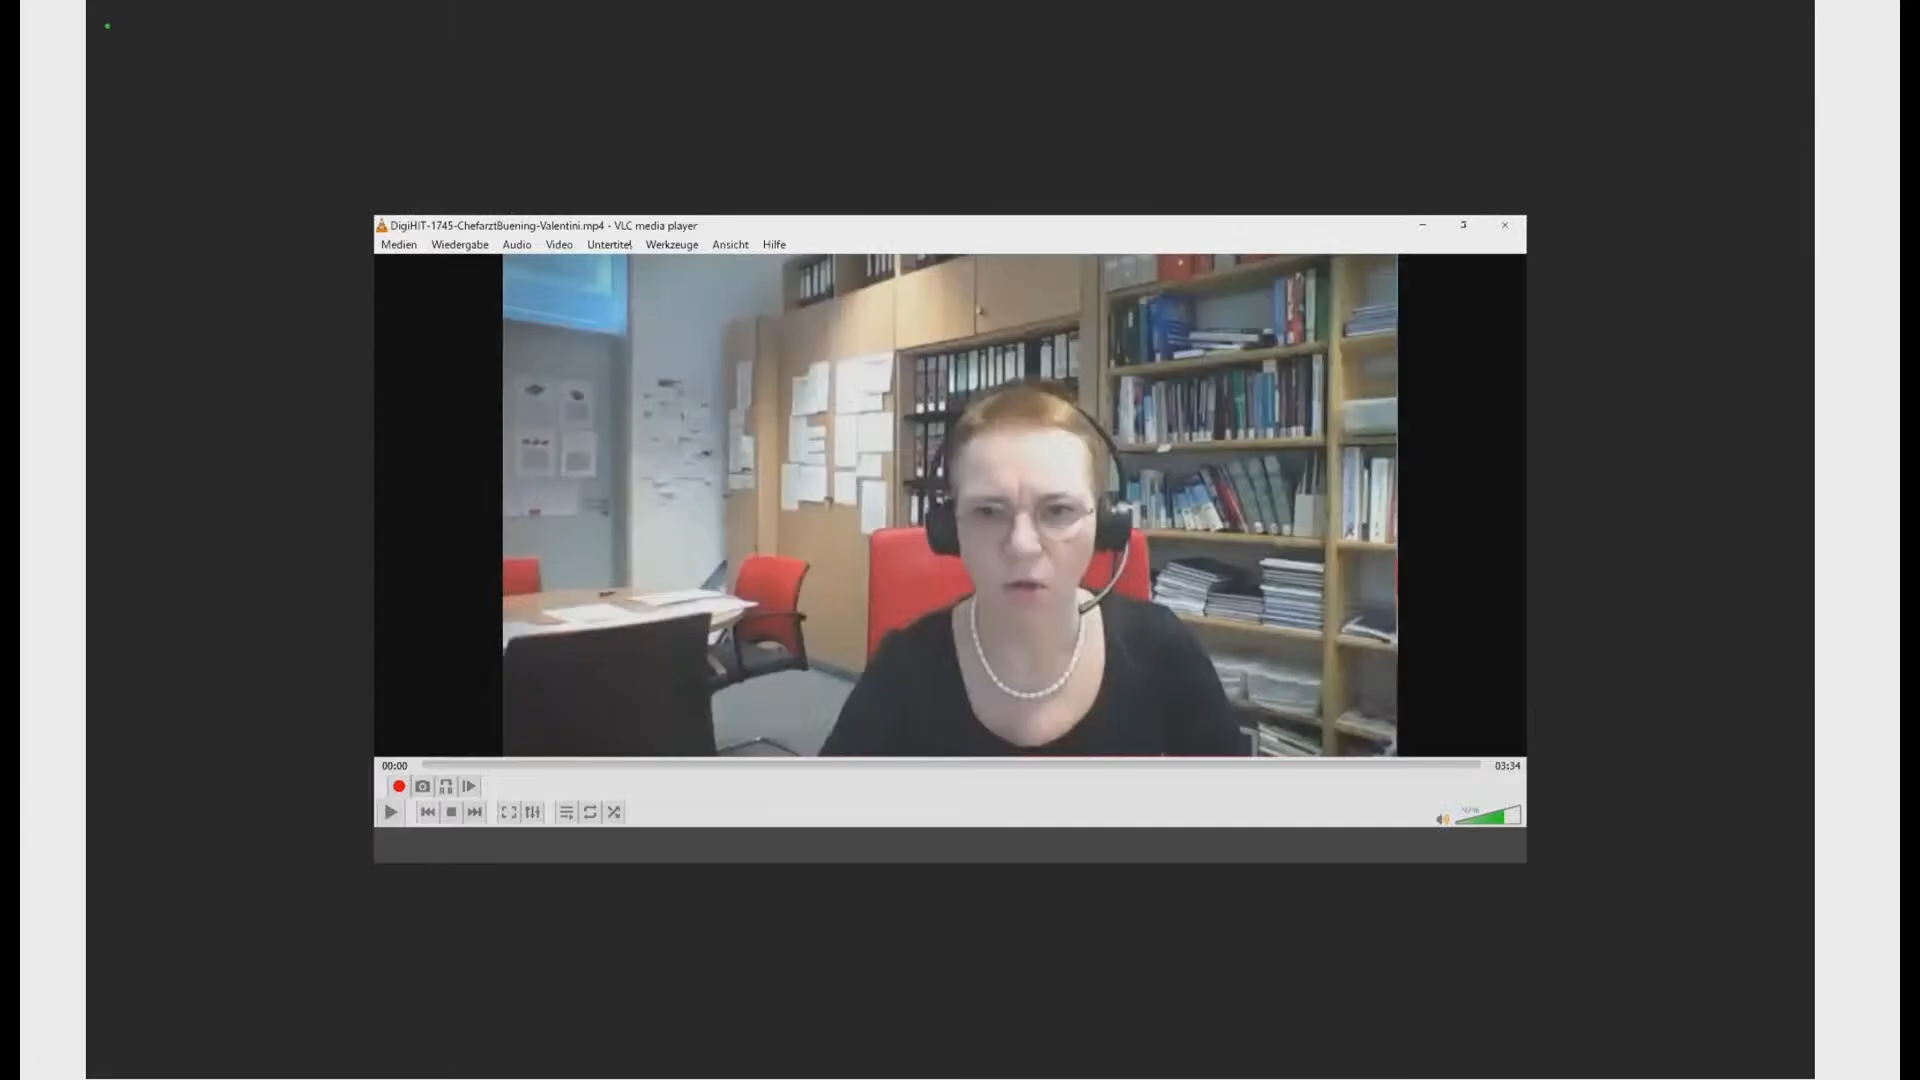 DigiHIT-1745-ChefarztBuening-Valentini.mp4 - VLC media player
Medien Wiedergabe Audio Video Untertitel Werkzeuge Ansicht Hilfe
00:00 03:34